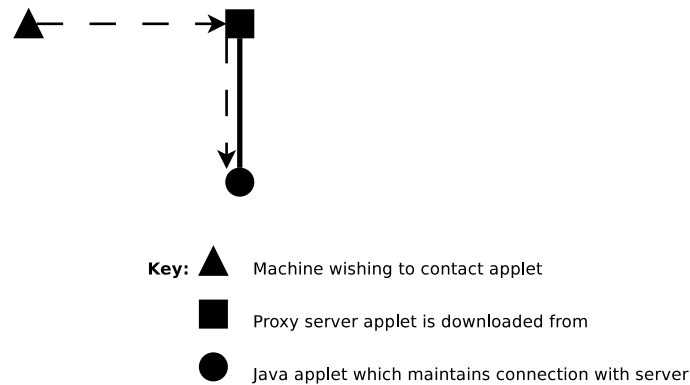 Key: Machine wishing to contact applet
Proxy server applet is downloaded from
Java applet which maintains connection with server